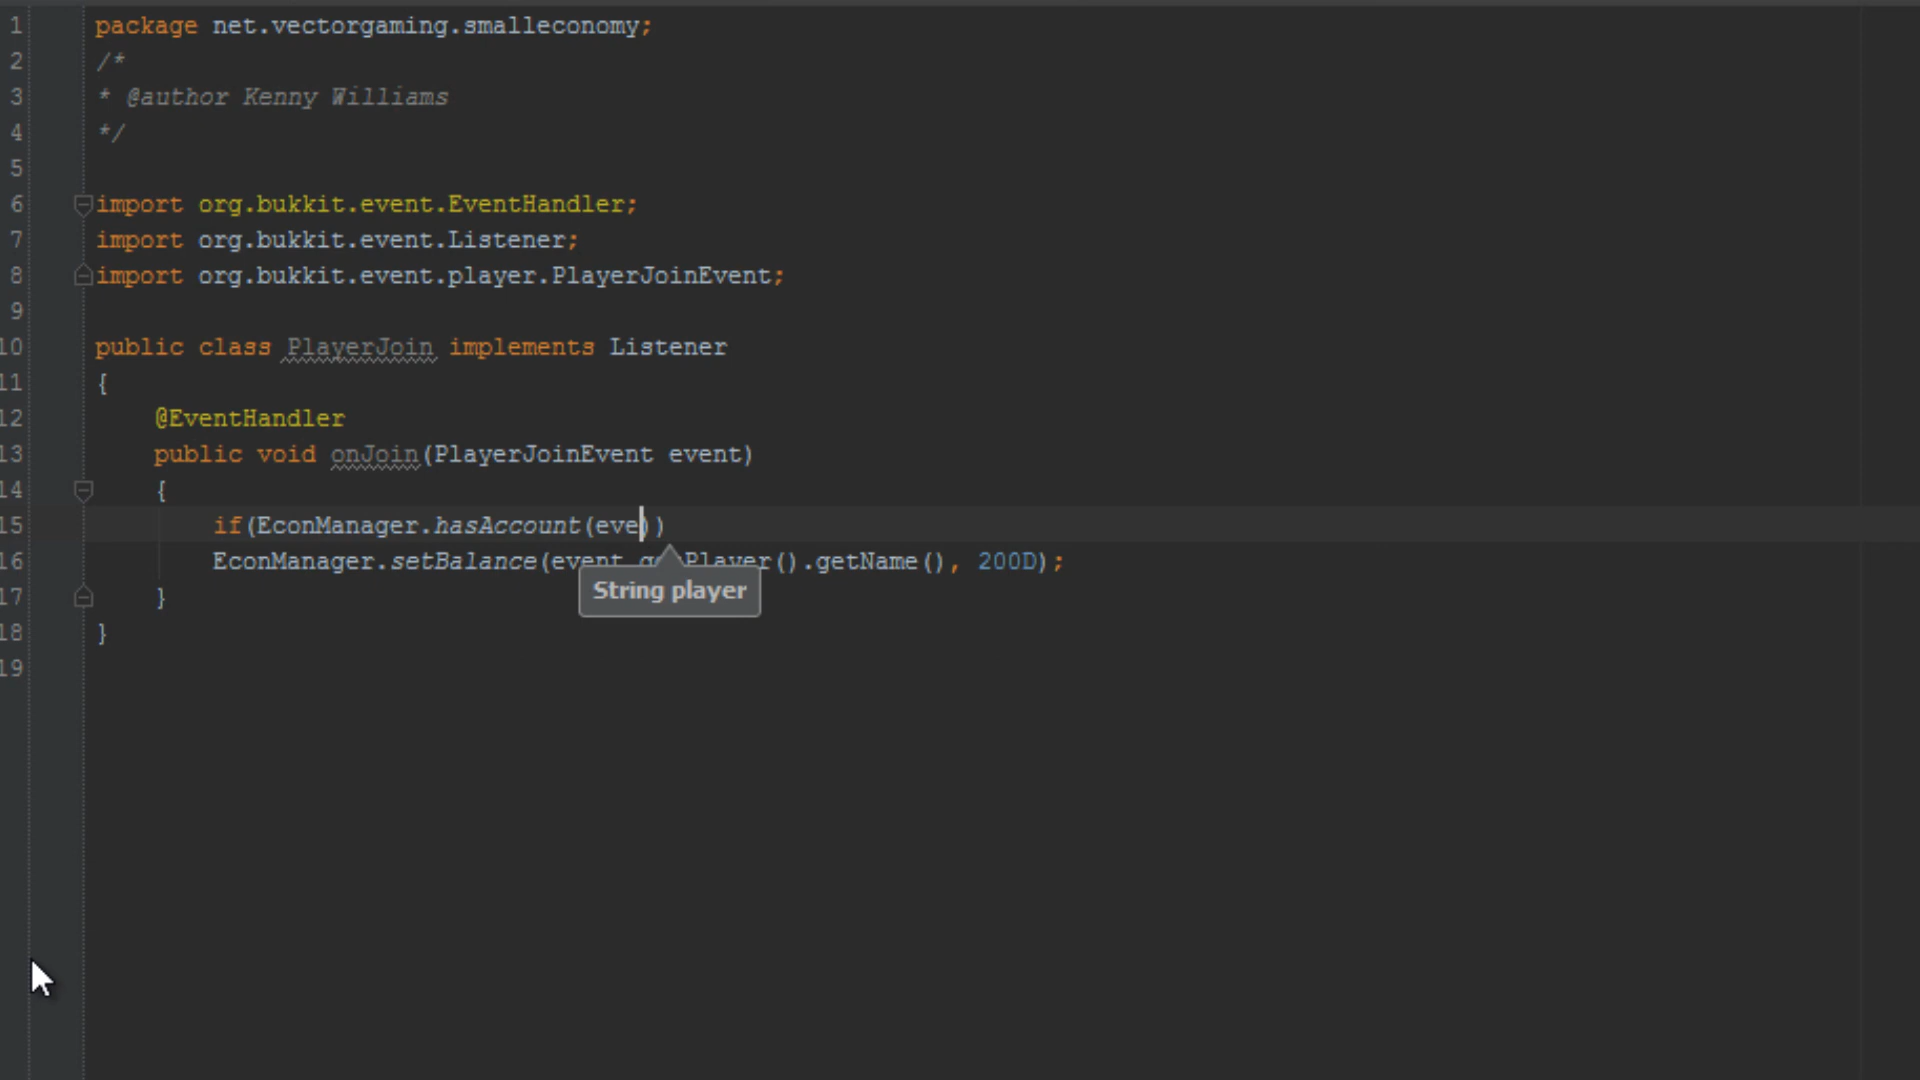 1 package net.vectorgaming.smalleconomy;
2 /*
3 * @author Kenny Williams
4 */
5
6 import org.bukkit.event.EventHandler;
7 import org.bukkit.event.Listener;
8 import org.bukkit.event.player.PlayerJoinEvent;
9
10 public class PlayerJoin implements Listener
11 {
12 @EventHandler
13 public void onJoin(PlayerJoinEvent event)
14 {
15 if(EconManager.hasAccount(eve))
16 EconManager.setBalance(event.getPlayer().getName(), 200D);
String player
17 }
18 }
19